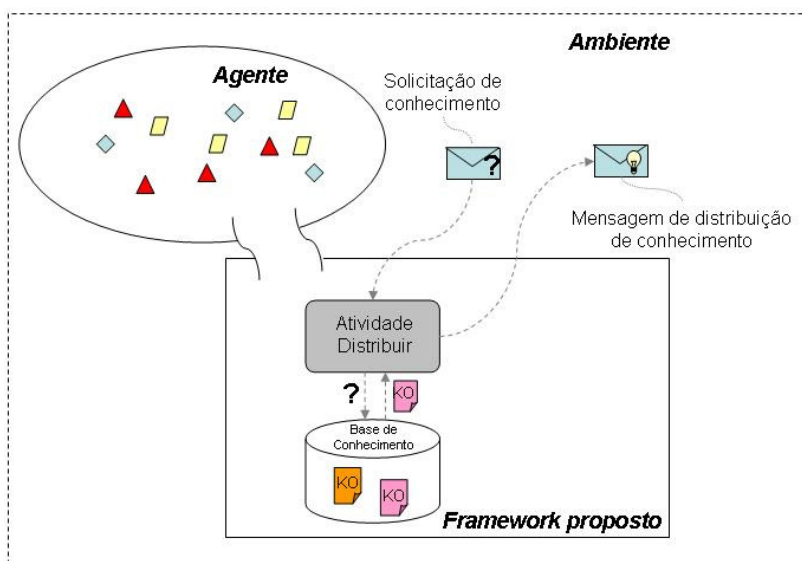 Ambiente
Agente
Solicitação de
conhecimento
?
Mensagem de distribuição
de conhecimento
Atividade
Distribuir
?
KO
Base de
Conhecimento
KO
KO
Framework proposto